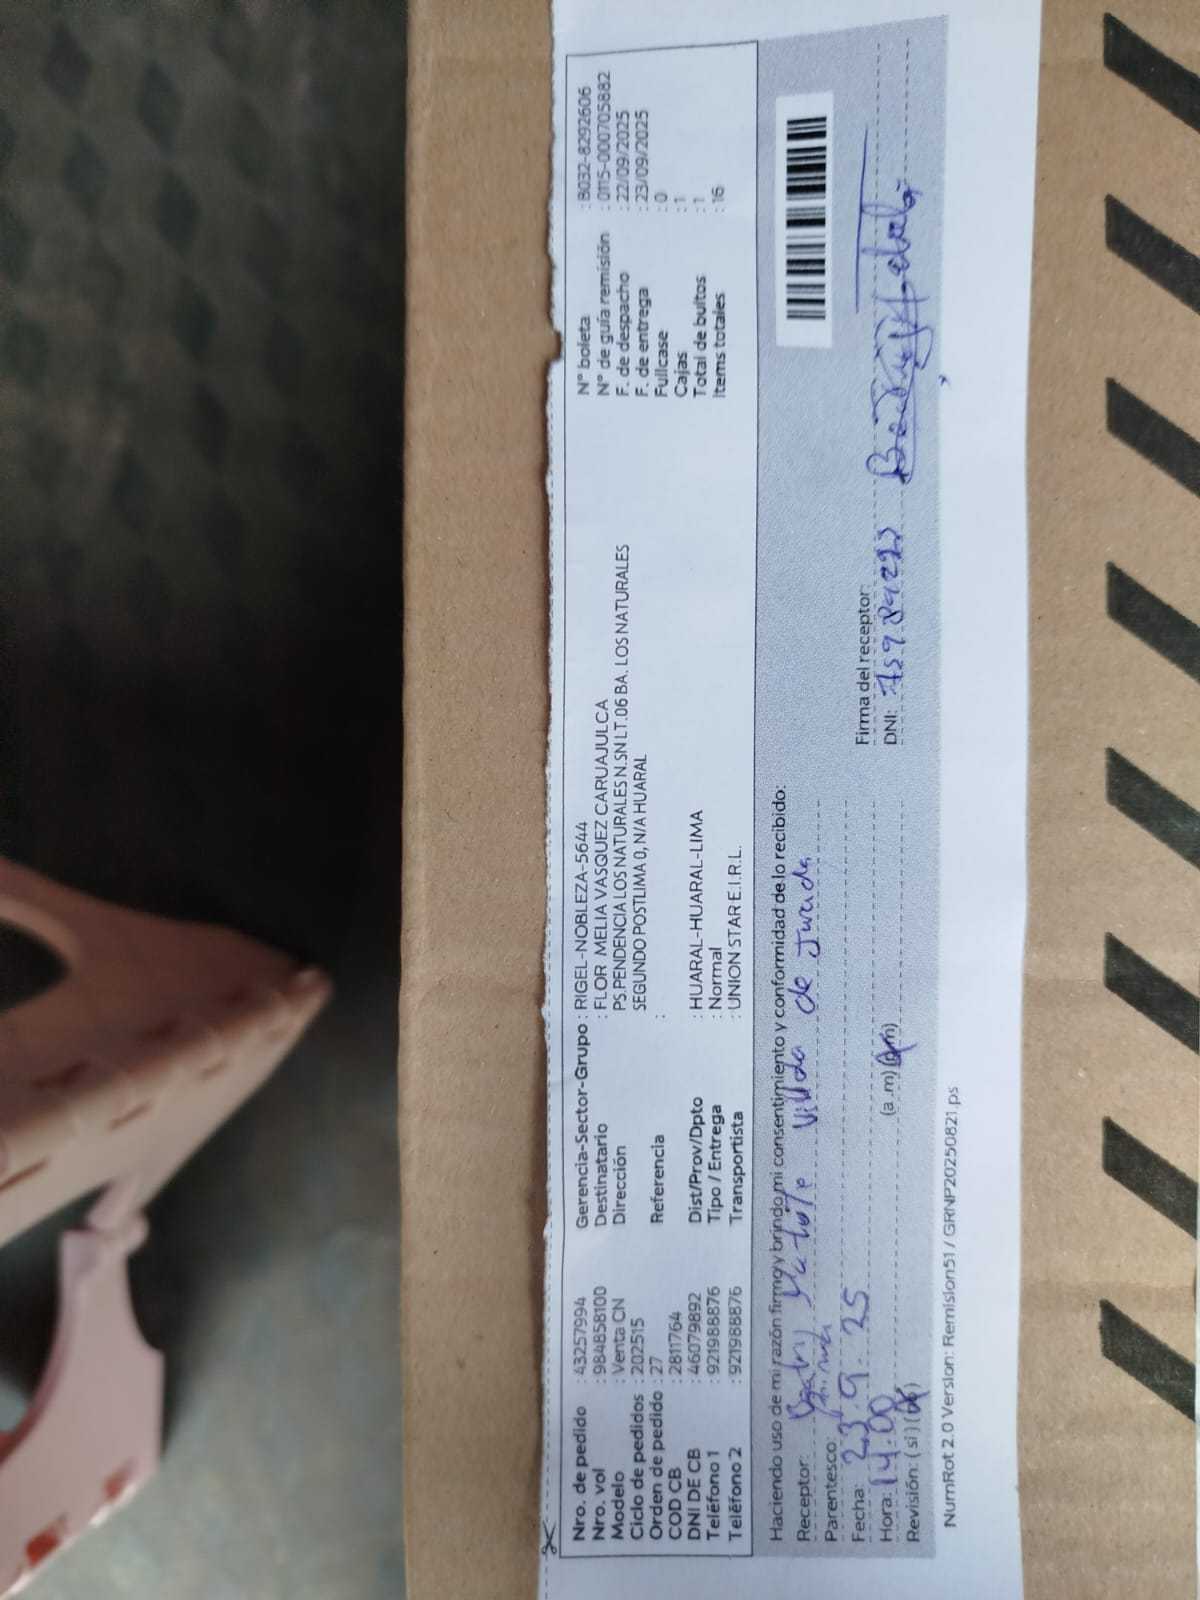 Nro. de pedido : 43257994
Nro. vol : 984858100
Modelo : Venta CN
Ciclo de pedidos : 202515
Orden de pedido : 27
COD CB : 2811764
DNI DE CB : 46079892
Teléfono 1 : 921988876
Teléfono 2 : 921988876
Gerencia-Sector-Grupo : RIGEL-NOBLEZA-5644
Destinatario : FLOR MELIA VASQUEZ CARUAJULCA
Dirección PS.PENDENCIA LOS NATURALES N.SN LT.06 BA. LOS NATURALES
SEGUNDO POSTLIMA 0, N/A HUARAL
Referencia :
Dist/Prov/Dpto : HUARAL-HUARAL-LIMA
Tipo / Entrega : Normal
Transportista : UNION STAR E.I.R.L.
N° boleta : B032-8292606
N° de guía remisión : 0115-0007058882
F. de despacho : 22/09/2025
F. de entrega : 23/09/2025
Fullcase : 0
Cajas : 1
Total de bultos : 1
Items totales : 16
Haciendo uso de mi razón firmo y brindo mi consentimiento y conformidad de lo recibido:
Receptor: de Jurado
Parentesco: Prima
Fecha: 23.9.25
Hora: 14.00 (a.m) (p.m)
Revisión: (si) (no)
Firma del receptor:
DNI:
NumRot 2.0 Version: Remision51 / GRNP20250821.ps